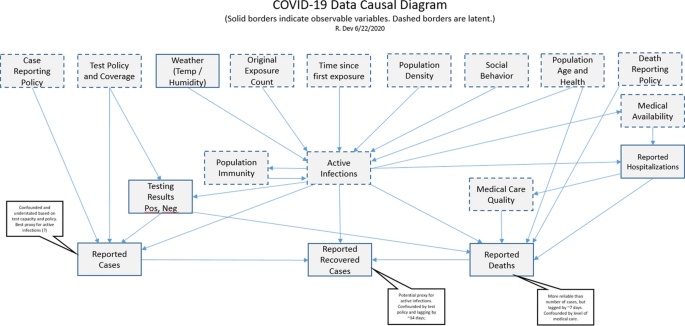 COVID-19 Data Causal Diagram
(Solid borders indicate observable variables. Dashed borders are latent.)
R. Dev 6/22/2020
Case
Reporting
Policy
Test Policy
and Coverage
Weather
(Temp /
Humidity)
Original
Exposure
Count
Time since
first exposure
Population
Density
Social
Behavior
Population
Age and
Health
Death
Reporting
Policy
Medical
Availability
Population
Immunity
Active
Infections
Reported
Hospitalizations
Testing
Results
Pos, Neg
Medical Care
Quality
Confounded and
understated based on
test capacity and policy.
Best proxy for active
infections (?)
Reported
Cases
Reported
Recovered
Cases
Reported
Deaths
Potential proxy for
active infections.
Confounded by test
policy and lagging by
~14 days.
More reliable than
number of cases, but
lagged by ~7 days.
Confounded by level of
medical care.